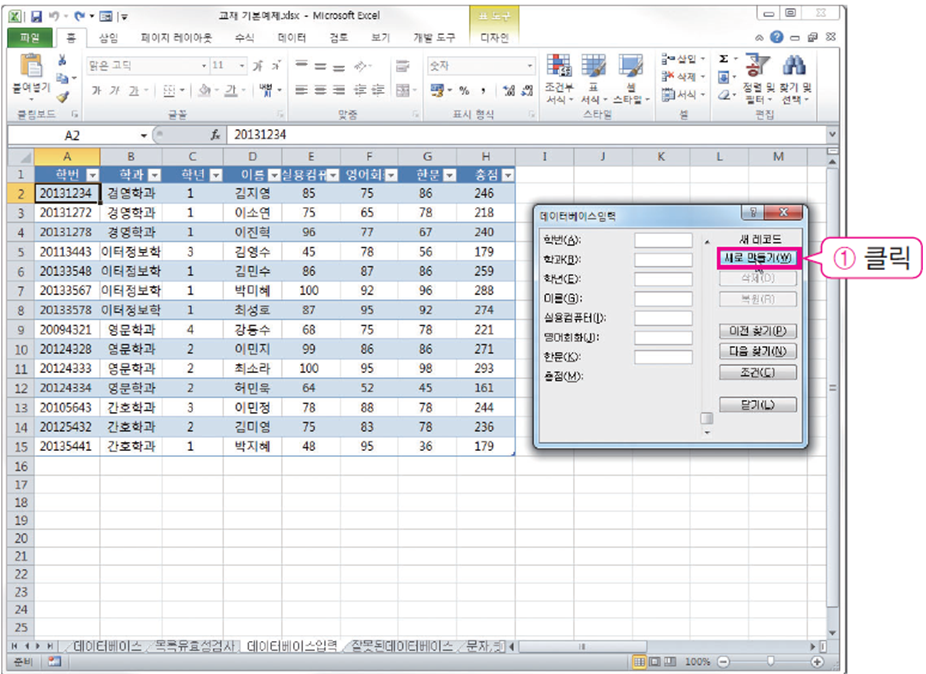 교재 기본예제.xlsx - Microsoft Excel
표 도구
파일 홈 삽입 페이지 레이아웃 수식 데이터 검토 보기 개발 도구 디자인
맑은 고딕 11 숫자
붙여넣기
조건부 서식 표 서식 셀 스타일
삽입
삭제
서식
정렬 및 필터 찾기 및 선택
클립보드 글꼴 맞춤 표시 형식 스타일 셀 편집
A2 fx 20131234
A B C D E F G H I J K L M
1 학번 학과 학년 이름 실용컴퓨 영어회 한문 총점
2 20131234 경영학과 1 김지영 85 75 86 246
3 20131272 경영학과 1 이소연 75 65 78 218
4 20131278 경영학과 1 이진혁 96 77 67 240
5 20113443 이터정보학 3 김영수 45 78 56 179
6 20133548 이터정보학 1 김민수 86 87 86 259
7 20133567 이터정보학 1 박미혜 100 92 96 288
8 20133578 이터정보학 1 최성호 87 95 92 274
9 20094321 영문학과 4 강동수 68 75 78 221
10 20124328 영문학과 2 이민지 99 86 86 271
11 20124333 영문학과 2 최소라 100 95 98 293
12 20124334 영문학과 2 허민욱 64 52 45 161
13 20105643 간호학과 3 이민정 78 88 78 244
14 20125432 간호학과 2 김미영 75 83 78 236
15 20135441 간호학과 1 박지혜 48 95 36 179
16
17
18
19
20
21
22
23
24
25
데이터베이스입력
학번(A):
학과(B):
학년(E):
이름(G):
실용컴퓨터(I):
영어회화(J):
한문(K):
총점(M):
새 레코드
새로 만들기(W)
삭제(D)
복원(R)
이전 찾기(P)
다음 찾기(N)
조건(C)
닫기(L)
① 클릭
데이터베이스 목록유효성검사 데이터베이스입력 잘못된데이터베이스 문자
준비 100%